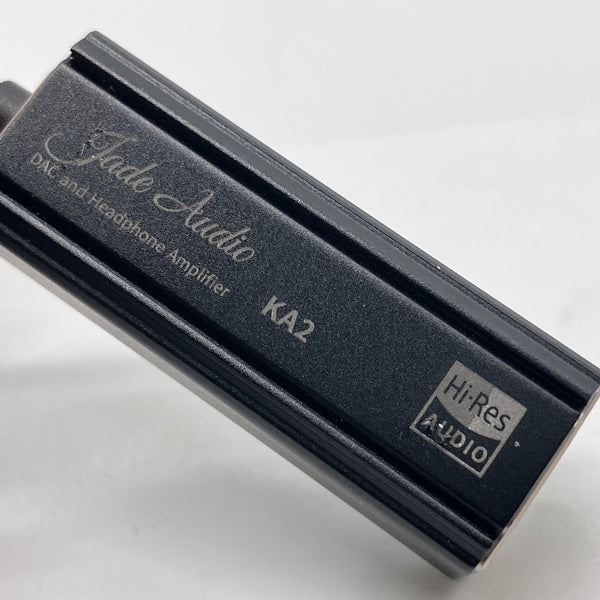 Jade Audio
DAC and Headphone Amplifier
KA2
Hi-Res
AUDIO